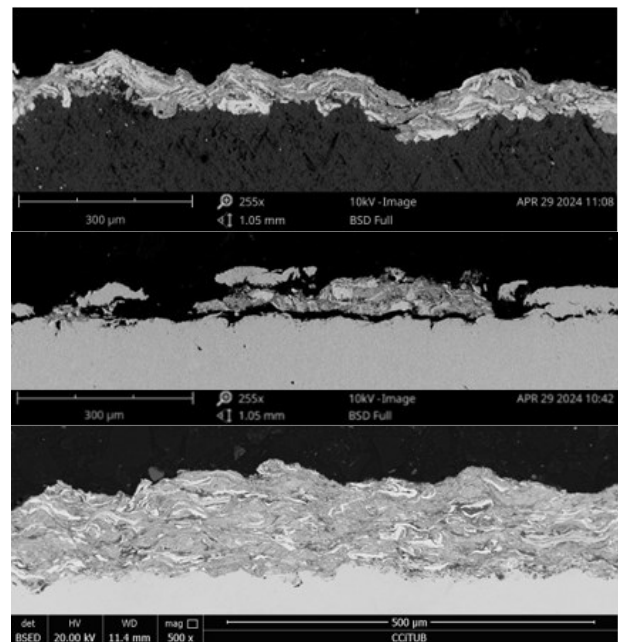 255x 10kV - Image APR 29 2024 11:08
300 µm 1.05 mm BSD Full
255x 10kV - Image APR 29 2024 10:42
300 µm 1.05 mm BSD Full
det HV WD mag 500 µm
BSED 20.00 kV 11.4 mm 500 x CCiTUB